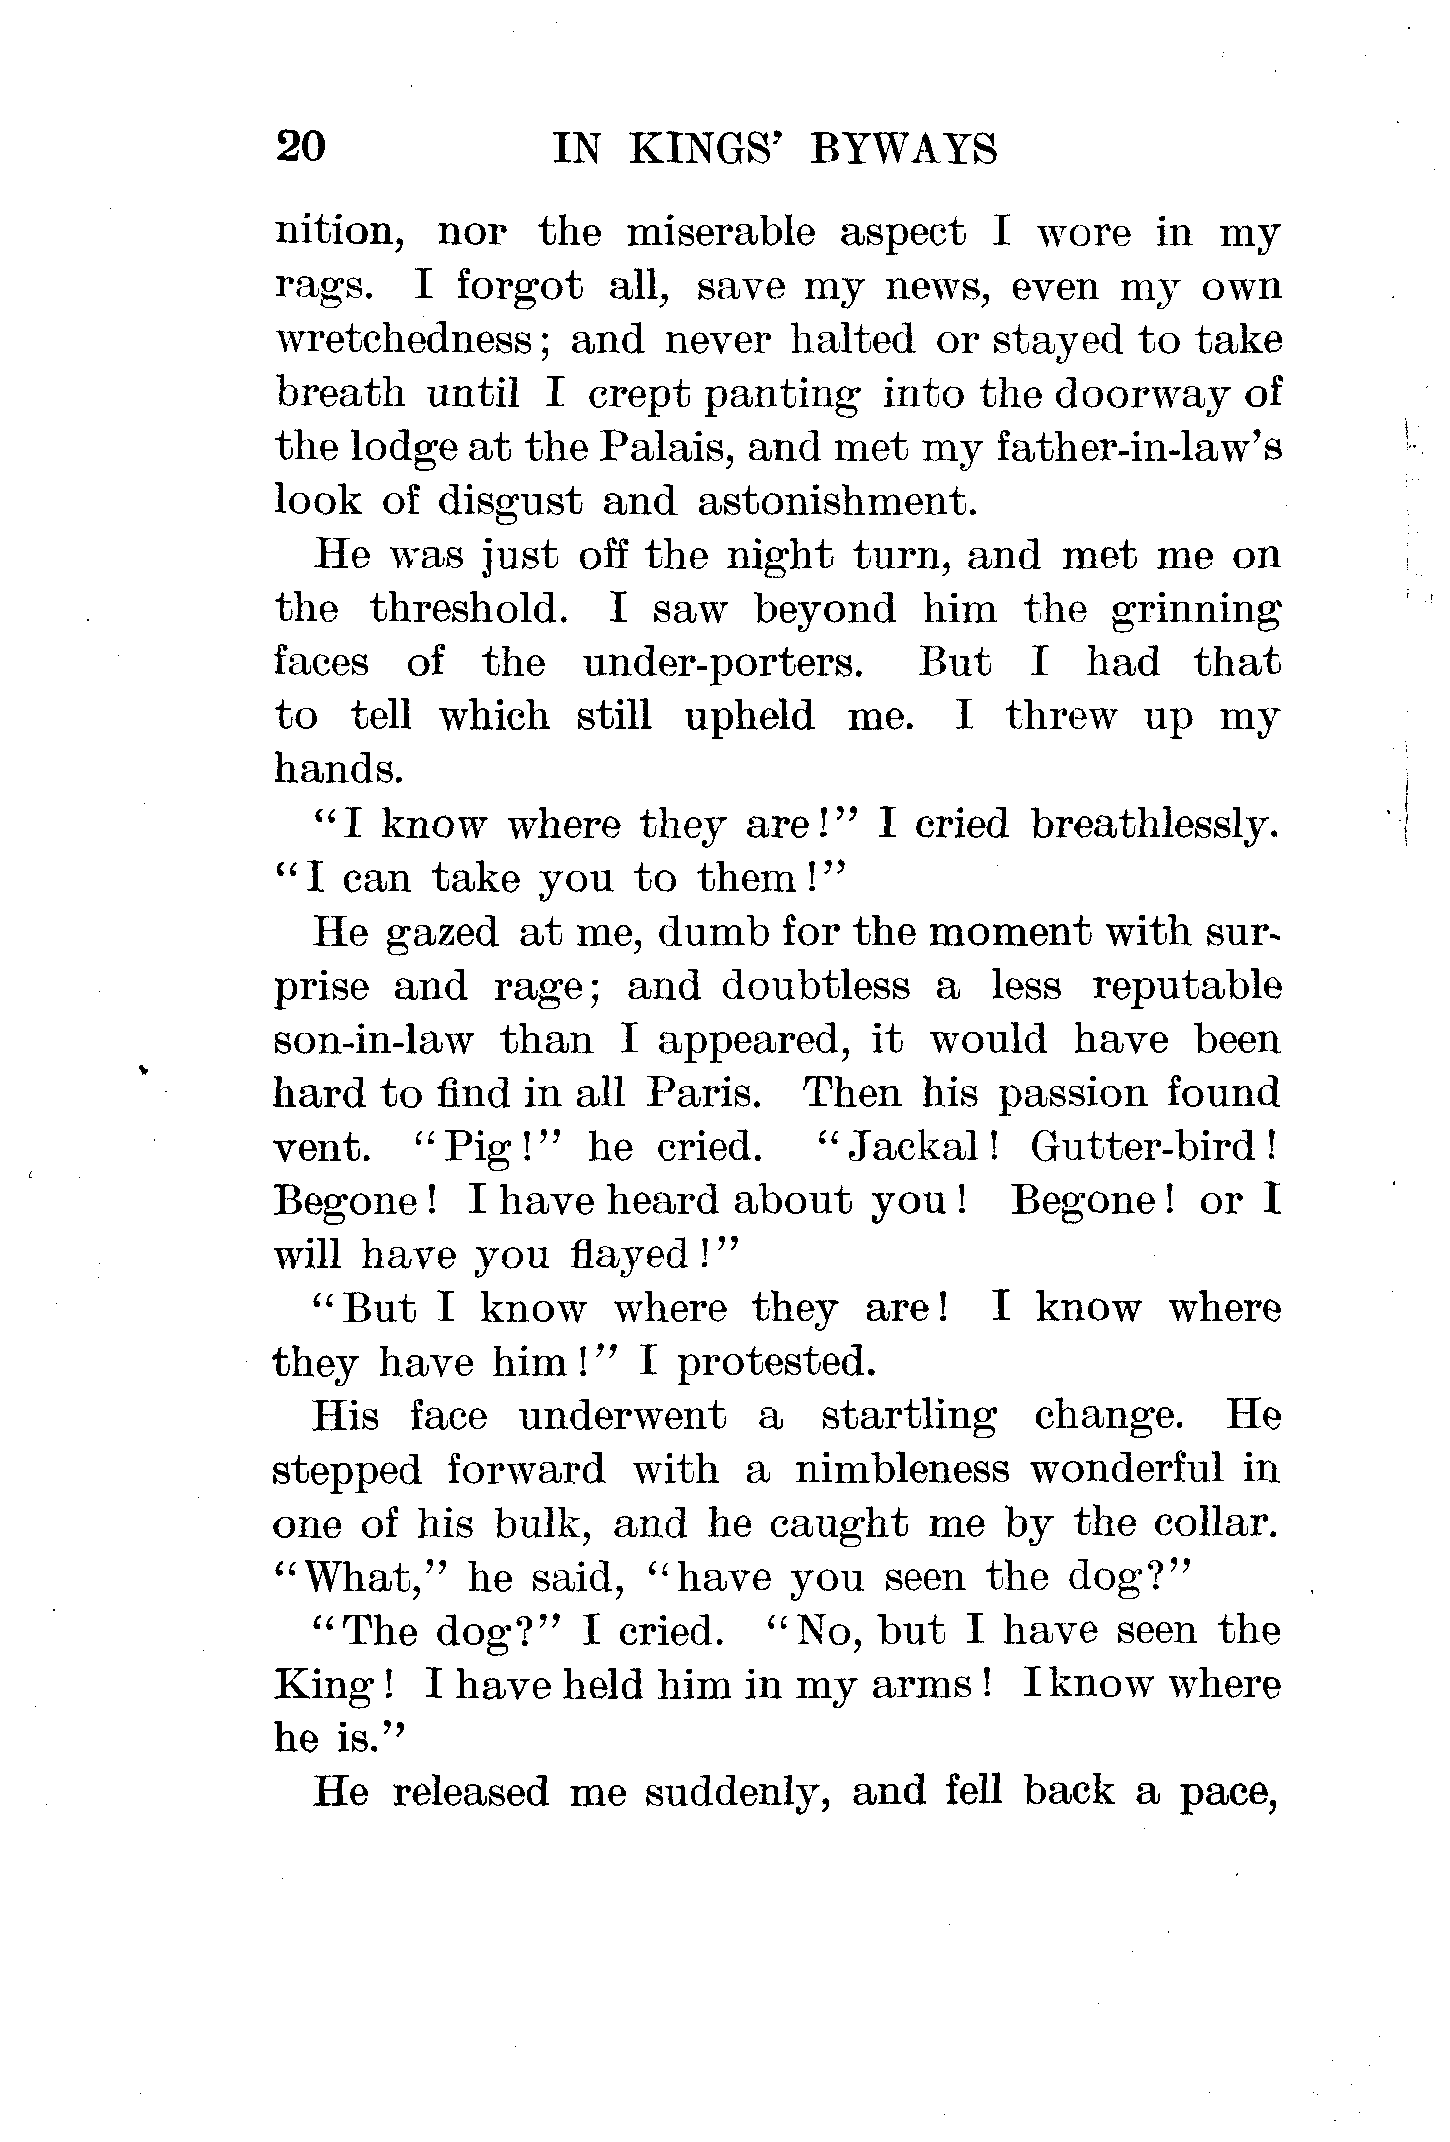 20 IN KINGS' BYWAYS
nition, nor the miserable aspect I wore in my
rags. I forgot all, save my news, even my own
wretchedness; and never halted or stayed to take
breath until I crept panting into the doorway of
the lodge at the Palais, and met my father-in-law's
look of disgust and astonishment.
He was just off the night turn, and met me on
the threshold. I saw beyond him the grinning
faces of the under-porters. But I had that
to tell which still upheld me. I threw up my
hands.
"I know where they are!" I cried breathlessly.
"I can take you to them!"
He gazed at me, dumb for the moment with sur-
prise and rage; and doubtless a less reputable
son-in-law than I appeared, it would have been
hard to find in all Paris. Then his passion found
vent. "Pig!" he cried. "Jackal! Gutter-bird!
Begone! I have heard about you! Begone! or I
will have you flayed!"
"But I know where they are! I know where
they have him!" I protested.
His face underwent a startling change. He
stepped forward with a nimbleness wonderful in
one of his bulk, and he caught me by the collar.
"What," he said, "have you seen the dog?"
"The dog?" I cried. "No, but I have seen the
King! I have held him in my arms! I know where
he is."
He released me suddenly, and fell back a pace,